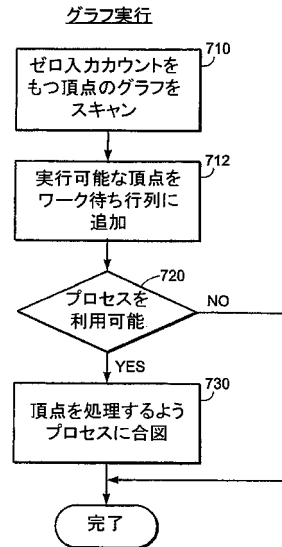 グラフ実行
710
ゼロ入力カウントを
もつ頂点のグラフを
スキャン
712
実行可能な頂点を
ワーク待ち行列に
追加
720
プロセスを
利用可能
NO
YES
730
頂点を処理するよう
プロセスに合図
完了